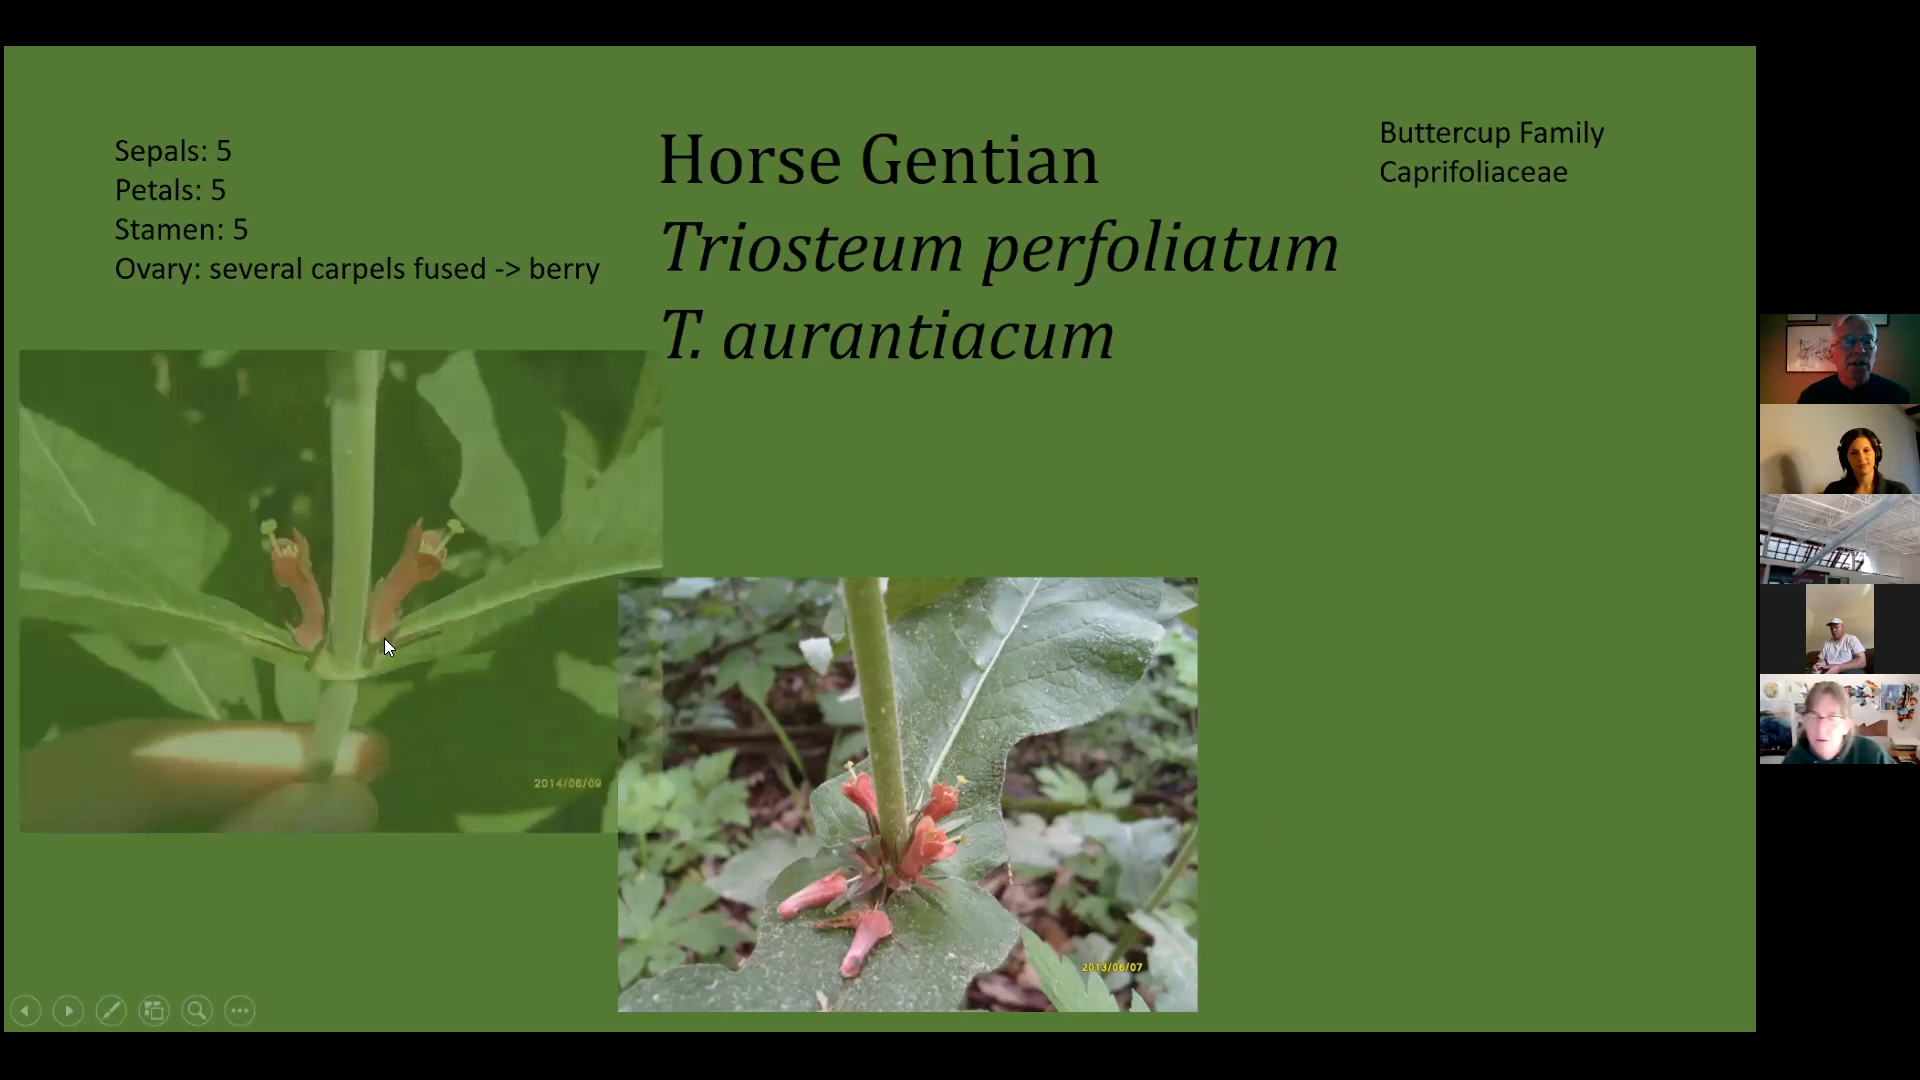 Sepals: 5
Petals: 5
Stamen: 5
Ovary: several carpels fused -> berry
Horse Gentian
Triosteum perfoliatum
T. aurantiacum
Buttercup Family
Caprifoliaceae
2014/06/09
2013/06/07